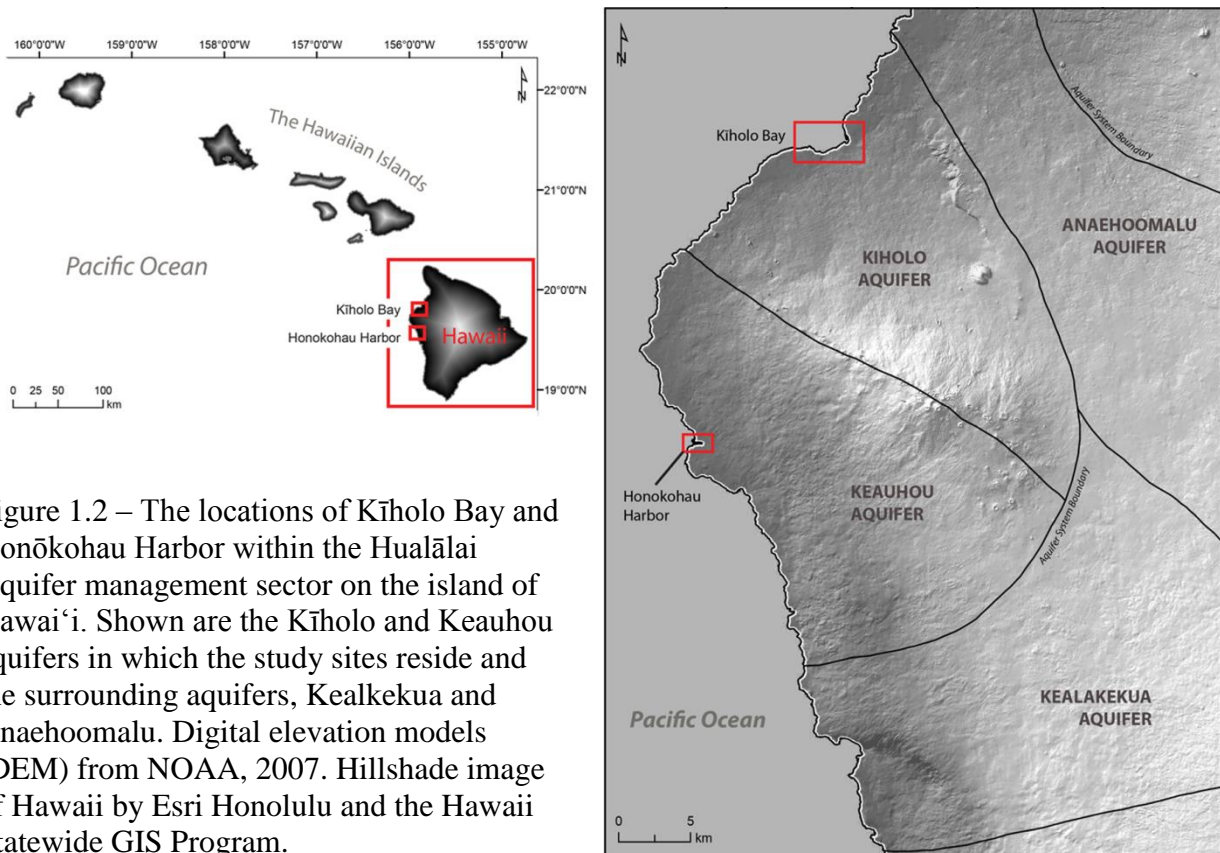 160°0'0"W 159°0'0"W 158°0'0"W 157°0'0"W 156°0'0"W 155°0'0"W
N
22°0'0"N
The Hawaiian Islands
21°0'0"N
Pacific Ocean
20°0'0"N
Kīholo Bay
Honokohau Harbor
Hawaii
19°0'0"N
0 25 50 100
km
igure 1.2 – The locations of Kīholo Bay and
onōkohau Harbor within the Hualālai
quifer management sector on the island of
awai‘i. Shown are the Kīholo and Keauhou
quifers in which the study sites reside and
e surrounding aquifers, Kealkekua and
naehoomalu. Digital elevation models
DEM) from NOAA, 2007. Hillshade image
f Hawaii by Esri Honolulu and the Hawaii
tatewide GIS Program.
N
Kīholo Bay
Aquifer System Boundary
ANAEHOOMALU
AQUIFER
KIHOLO
AQUIFER
Honokohau
Harbor
KEAUHOU
AQUIFER
Aquifer System Boundary
KEALAKEKUA
AQUIFER
Pacific Ocean
0 5
km